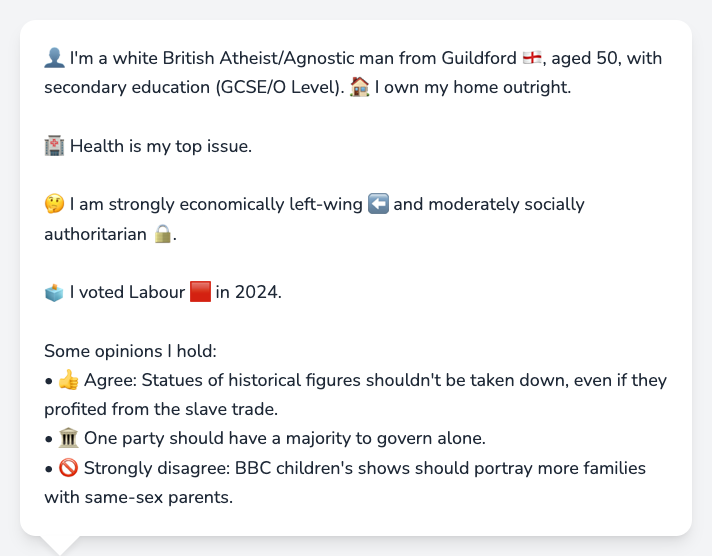 👤 I'm a white British Atheist/Agnostic man from Guildford 🏴󠁧󠁢󠁥󠁮󠁧󠁿, aged 50, with
secondary education (GCSE/O Level). 🏠 I own my home outright.
🏥 Health is my top issue.
🤔 I am strongly economically left-wing ⬅️ and moderately socially
authoritarian 🔒.
🗳️ I voted Labour 🟥 in 2024.
Some opinions I hold:
• 👍 Agree: Statues of historical figures shouldn't be taken down, even if they
profited from the slave trade.
• 🏛️ One party should have a majority to govern alone.
• 🚫 Strongly disagree: BBC children's shows should portray more families
with same-sex parents.